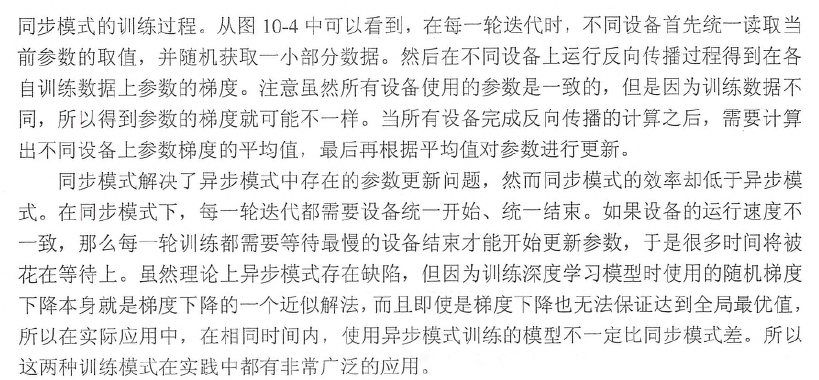 同步模式的训练过程。从图 10-4 中可以看到，在每一轮迭代时，不同设备首先统一读取当
前参数的取值，并随机获取一小部分数据。然后在不同设备上运行反向传播过程得到在各
自训练数据上参数的梯度。注意虽然所有设备使用的参数是一致的，但是因为训练数据不
同，所以得到参数的梯度就可能不一样。当所有设备完成反向传播的计算之后，需要计算
出不同设备上参数梯度的平均值，最后再根据平均值对参数进行更新。
同步模式解决了异步模式中存在的参数更新问题，然而同步模式的效率却低于异步模
式。在同步模式下，每一轮迭代都需要设备统一开始、统一结束。如果设备的运行速度不
一致，那么每一轮训练都需要等待最慢的设备结束才能开始更新参数，于是很多时间将被
花在等待上。虽然理论上异步模式存在缺陷，但因为训练深度学习模型时使用的随机梯度
下降本身就是梯度下降的一个近似解法，而且即使是梯度下降也无法保证达到全局最优值，
所以在实际应用中，在相同时间内，使用异步模式训练的模型不一定比同步模式差。所以
这两种训练模式在实践中都有非常广泛的应用。